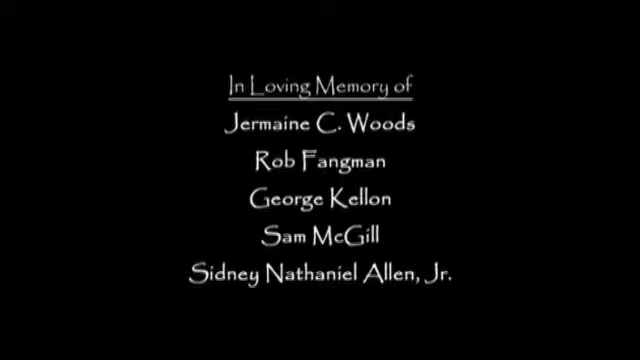 In Loving Memory of
Jermaine C. Woods
Rob Fangman
George Kellon
Sam McGill
Sidney Nathaniel Allen, Jr.